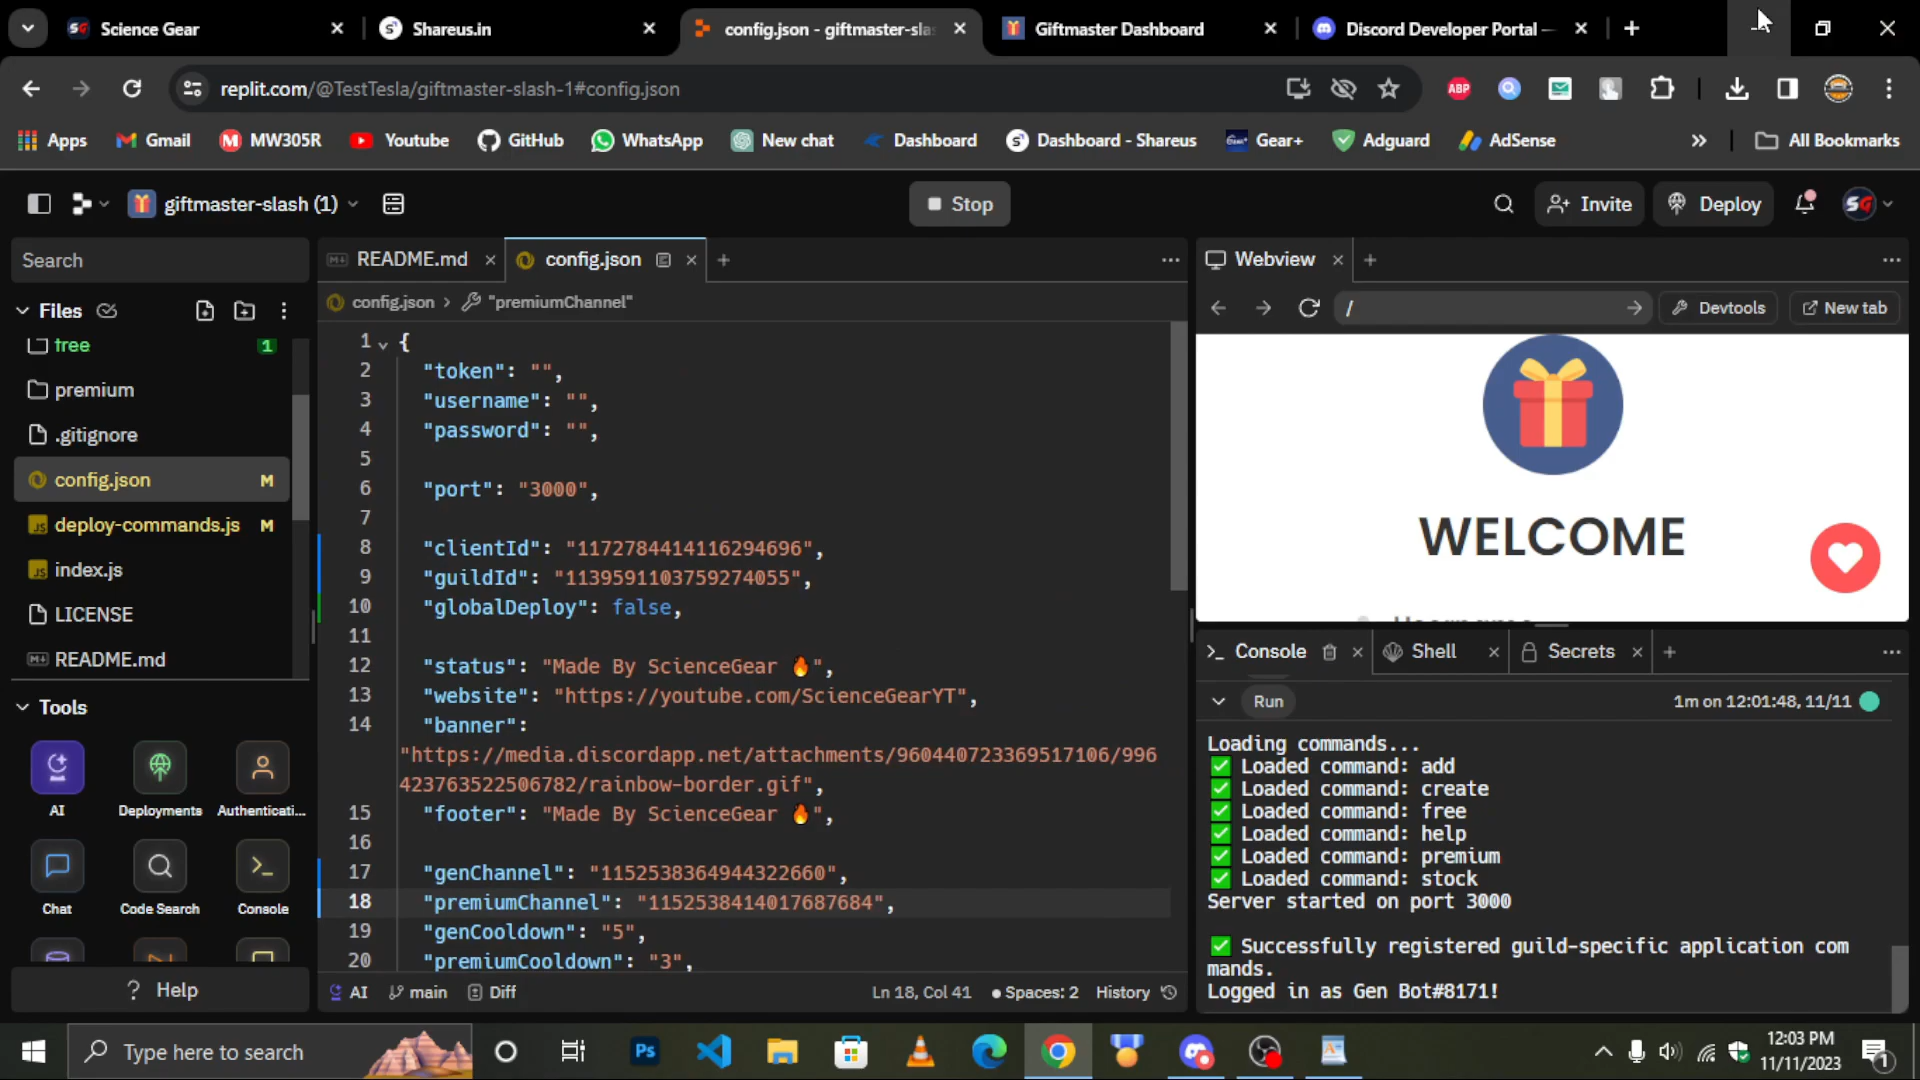 Science Gear
Shareus.in
config.json - giftmaster-sla
Giftmaster Dashboard
Discord Developer Portal —
replit.com/@TestTesla/giftmaster-slash-1#config.json
ABP
Apps
Gmail
MW305R
Youtube
GitHub
WhatsApp
New chat
Dashboard
Dashboard - Shareus
Gear+
Adguard
AdSense
All Bookmarks
giftmaster-slash (1)
Stop
Invite
Deploy
Search
Files
free
1
premium
.gitignore
config.json
M
deploy-commands.js
M
index.js
LICENSE
README.md
Tools
AI
Deployments
Authenticati...
Chat
Code Search
Console
? Help
README.md
config.json
config.json > "premiumChannel"
1 {
2 "token": "",
3 "username": "",
4 "password": "",
5
6 "port": "3000",
7
8 "clientId": "1172784414116294696",
9 "guildId": "1139591103759274055",
10 "globalDeploy": false,
11
12 "status": "Made By ScienceGear 🔥",
13 "website": "https://youtube.com/ScienceGearYT",
14 "banner":
"https://media.discordapp.net/attachments/960440723369517106/996
423763522506782/rainbow-border.gif",
15 "footer": "Made By ScienceGear 🔥",
16
17 "genChannel": "1152538364944322660",
18 "premiumChannel": "1152538414017687684",
19 "genCooldown": "5",
20 "premiumCooldown": "3",
AI
main
Diff
Ln 18, Col 41
Spaces: 2
History
Webview
/
Devtools
New tab
WELCOME
Console
Shell
Secrets
Run
1m on 12:01:48, 11/11
Loading commands...
✅ Loaded command: add
✅ Loaded command: create
✅ Loaded command: free
✅ Loaded command: help
✅ Loaded command: premium
✅ Loaded command: stock
Server started on port 3000
✅ Successfully registered guild-specific application com
mands.
Logged in as Gen Bot#8171!
Type here to search
Ps
12:03 PM
11/11/2023
1